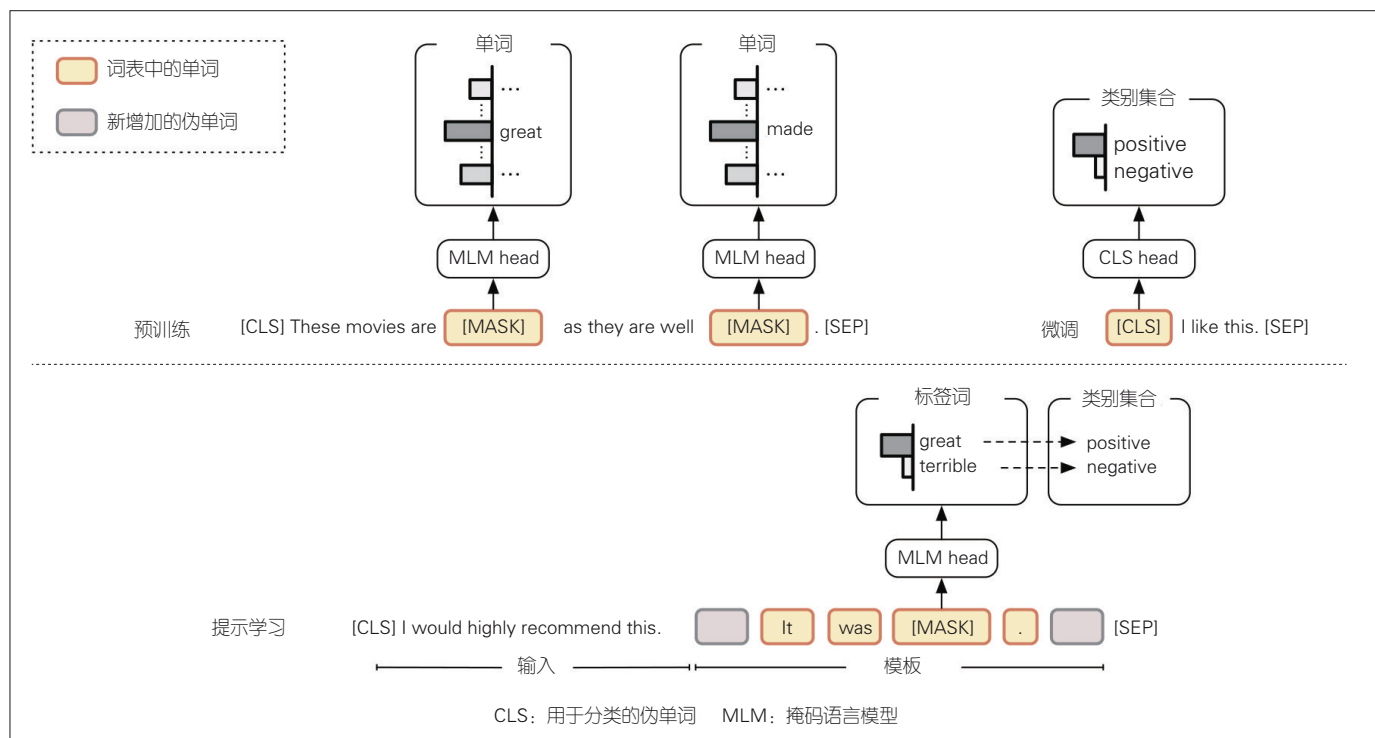 词表中的单词
新增加的伪单词
单词
...
great
...
MLM head
单词
...
made
...
MLM head
类别集合
positive
negative
CLS head
预训练 [CLS] These movies are [MASK] as they are well [MASK] . [SEP]
微调 [CLS] I like this. [SEP]
标签词
great
terrible
类别集合
positive
negative
MLM head
提示学习 [CLS] I would highly recommend this. It was [MASK] . [SEP]
输入 模板
CLS：用于分类的伪单词 MLM：掩码语言模型